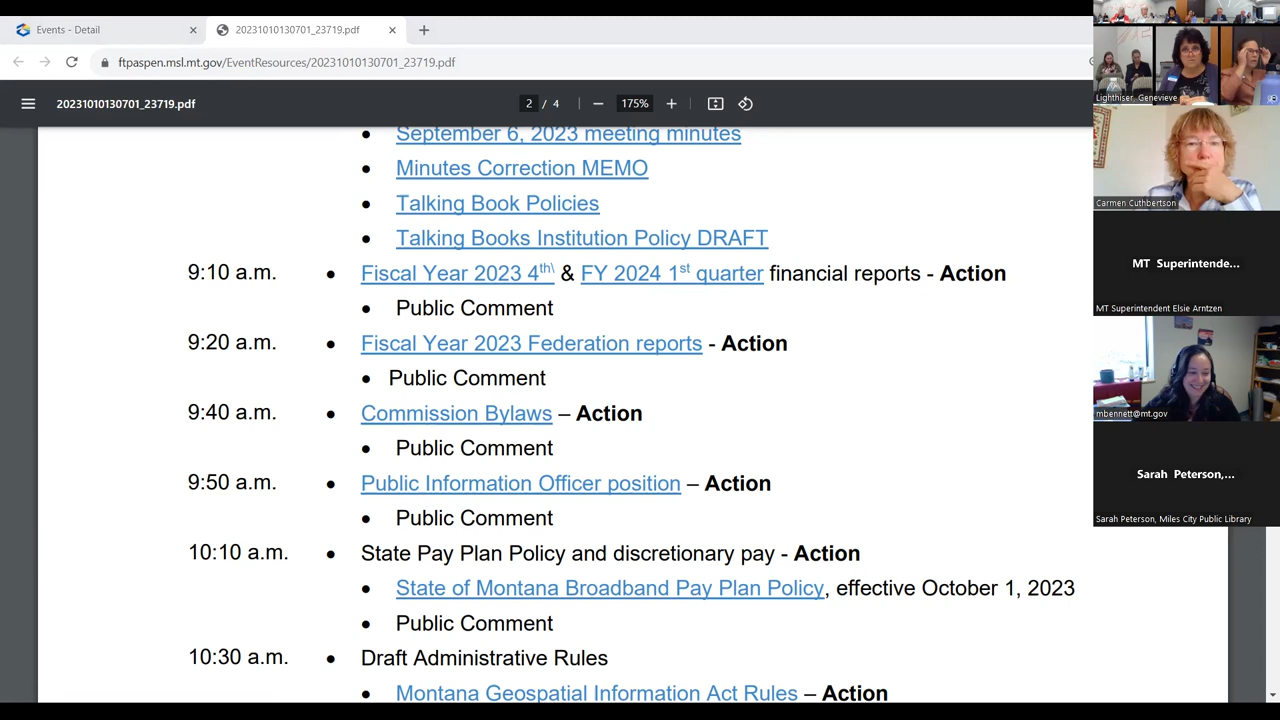 Events - Detail
20231010130701_23719.pdf
ftpaspen.msl.mt.gov/EventResources/20231010130701_23719.pdf
20231010130701_23719.pdf
2 / 4
175%
• September 6, 2023 meeting minutes
• Minutes Correction MEMO
• Talking Book Policies
• Talking Books Institution Policy DRAFT
9:10 a.m. • Fiscal Year 2023 4th\ & FY 2024 1st quarter financial reports - Action
• Public Comment
9:20 a.m. • Fiscal Year 2023 Federation reports - Action
• Public Comment
9:40 a.m. • Commission Bylaws – Action
• Public Comment
9:50 a.m. • Public Information Officer position – Action
• Public Comment
10:10 a.m. • State Pay Plan Policy and discretionary pay - Action
• State of Montana Broadband Pay Plan Policy, effective October 1, 2023
• Public Comment
10:30 a.m. • Draft Administrative Rules
• Montana Geospatial Information Act Rules – Action
Lighthiser, Genevieve
Carmen Cuthbertson
MT Superintende...
MT Superintendent Elsie Arntzen
mbennett@mt.gov
Sarah Peterson,...
Sarah Peterson, Miles City Public Library